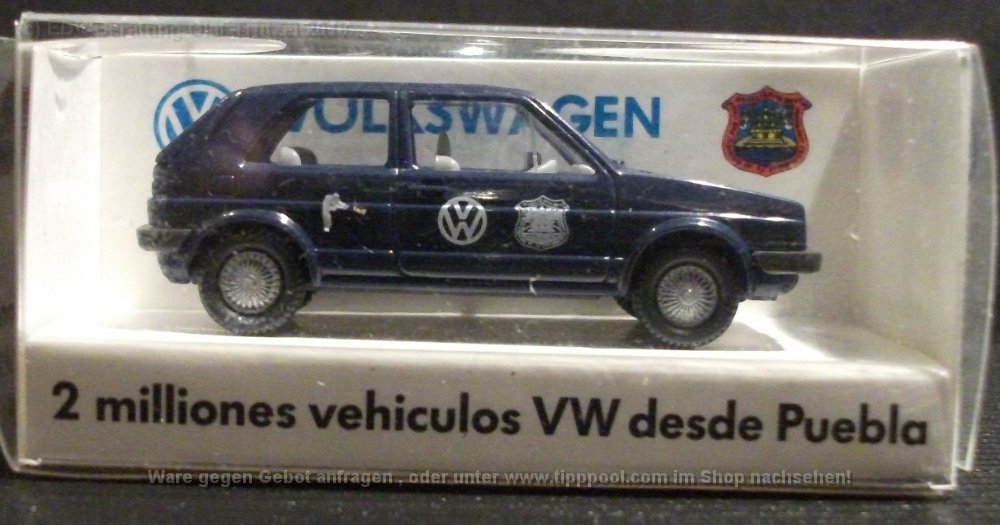 VOLKSWAGEN
2 milliones vehiculos VW desde Puebla
Ware gegen Gebot anfragen , oder unter www.tipppool.com im Shop nachsehen!